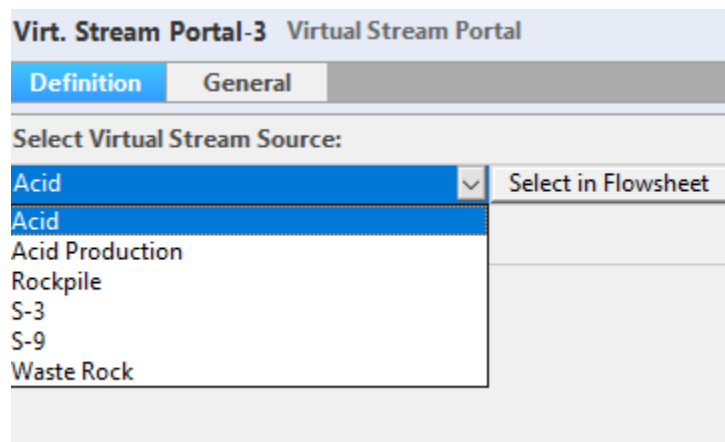 Virt. Stream Portal-3 Virtual Stream Portal
Definition General
Select Virtual Stream Source:
Acid Select in Flowsheet
Acid
Acid Production
Rockpile
S-3
S-9
Waste Rock